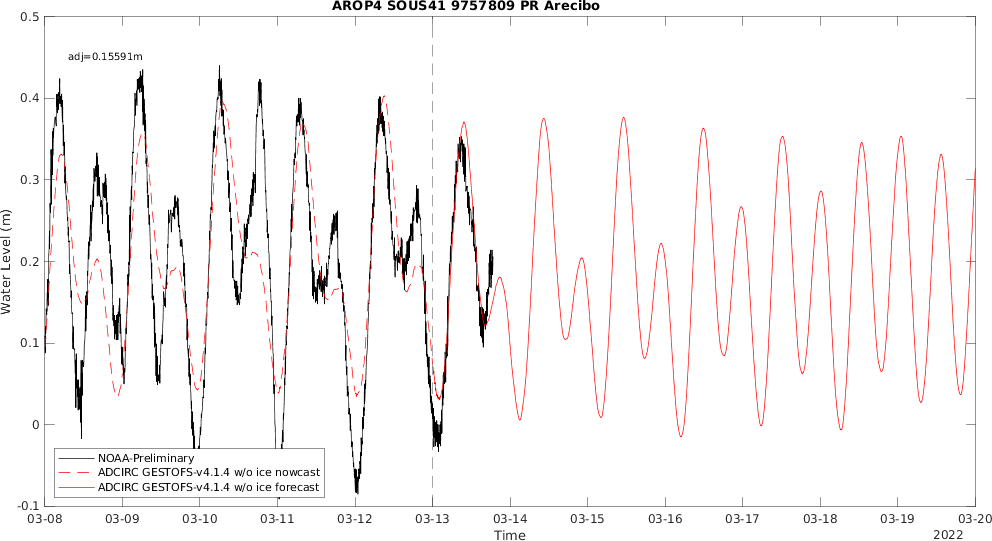 AROP4 SOUS41 9757809 PR Arecibo
adj=0.15591m
Water Level (m)
0.5
0.4
0.3
0.2
0.1
0
-0.1
NOAA-Preliminary
ADCIRC GESTOFS-v4.1.4 w/o ice nowcast
ADCIRC GESTOFS-v4.1.4 w/o ice forecast
03-08 03-09 03-10 03-11 03-12 03-13 03-14 03-15 03-16 03-17 03-18 03-19 03-20
Time
2022